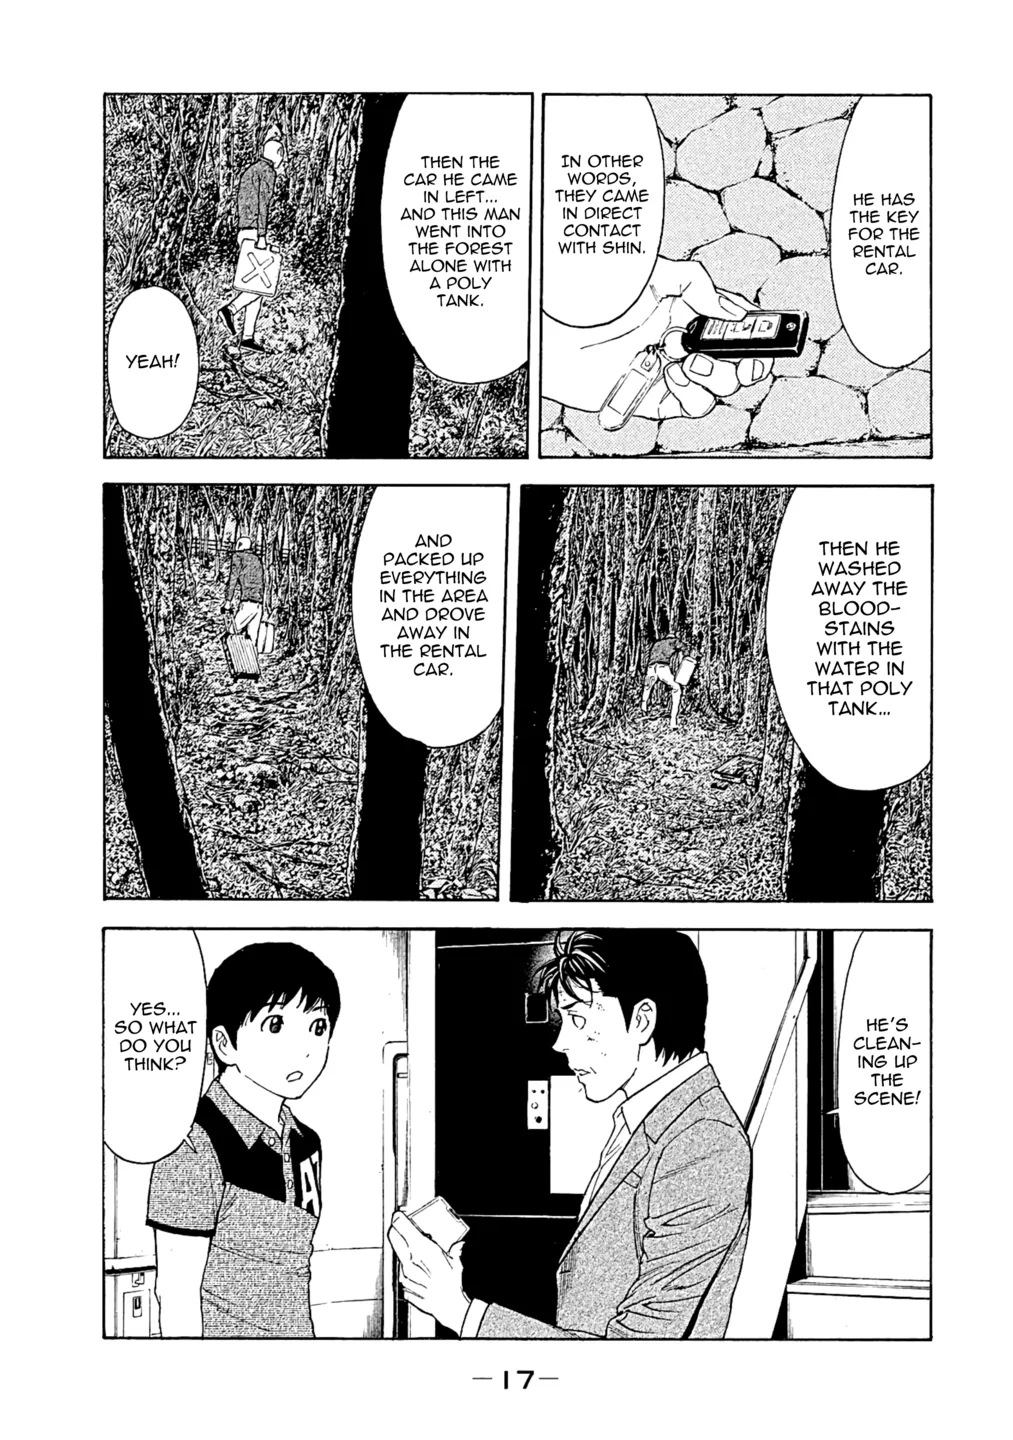 HE HAS
THE KEY
FOR THE
RENTAL
CAR.
IN OTHER
WORDS,
THEY CAME
IN DIRECT
CONTACT
WITH SHIN.
THEN THE
CAR HE CAME
IN LEFT...
AND THIS MAN
WENT INTO
THE FOREST
ALONE WITH
A POLY
TANK.
YEAH!
THEN HE
WASHED
AWAY THE
BLOOD-
STAINS
WITH THE
WATER IN
THAT POLY
TANK...
AND
PACKED UP
EVERYTHING
IN THE AREA
AND DROVE
AWAY IN
THE RENTAL
CAR.
HE'S
CLEAN-
ING UP
THE
SCENE!
YES...
SO WHAT
DO YOU
THINK?
A
—17—